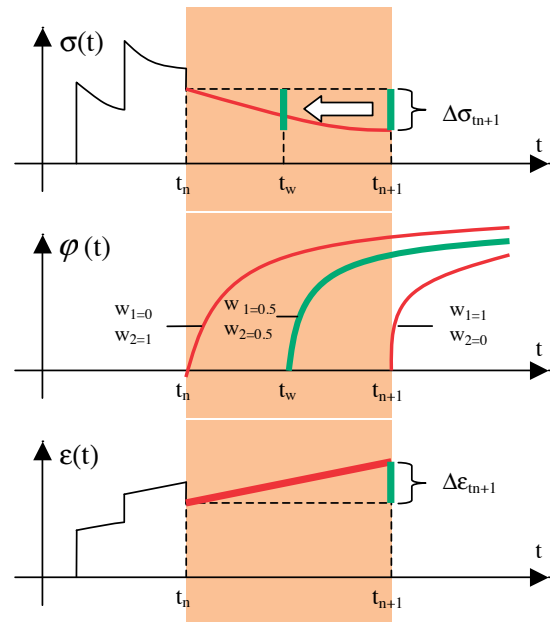 σ(t)
Δσtn+1
t
tn
tw
tn+1
φ(t)
w1=0
w2=1
w1=0.5
w2=0.5
w1=1
w2=0
t
tn
tw
tn+1
ε(t)
Δεtn+1
t
tn
tn+1